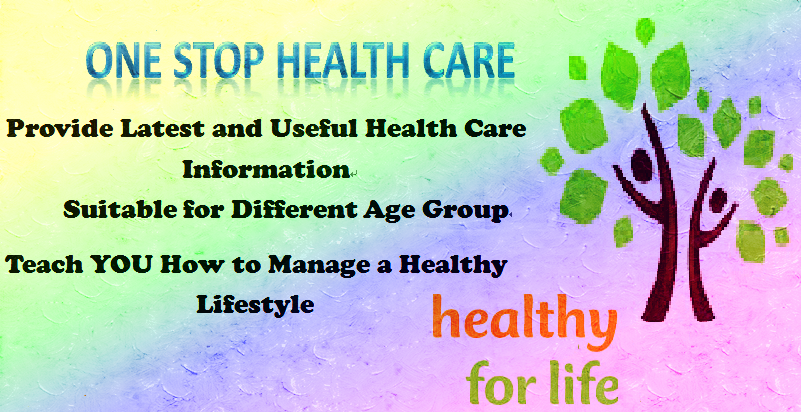 ONE STOP HEALTH CARE
Provide Latest and Useful Health Care
Information
Suitable for Different Age Group
Teach YOU How to Manage a Healthy
Lifestyle
healthy
for life